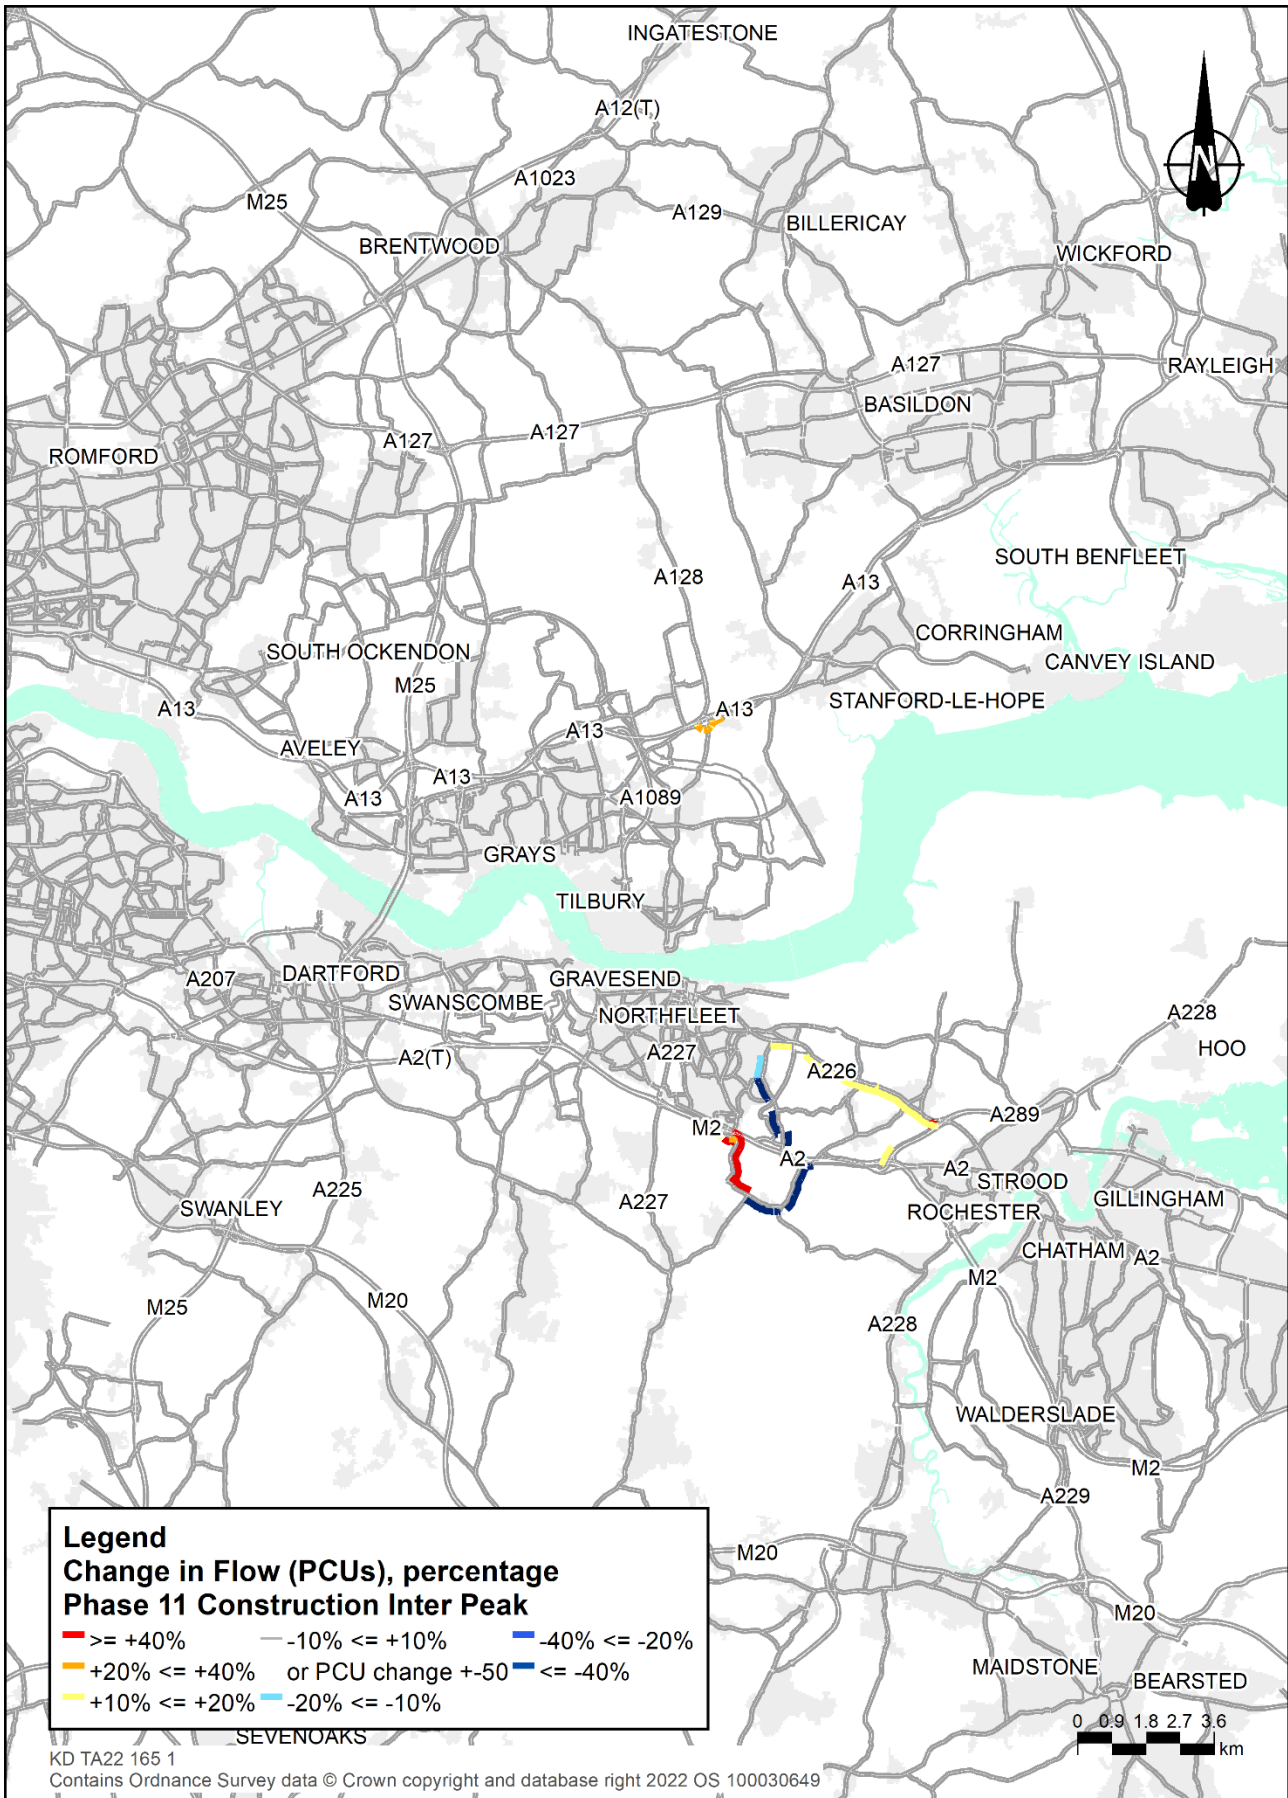 INGATESTONE
A12(T)
N
A1023
M25
A129
BILLERICAY
BRENTWOOD
WICKFORD
A127
RAYLEIGH
BASILDON
A127
A127
ROMFORD
SOUTH BENFLEET
A128
A13
CORRINGHAM
SOUTH OCKENDON
CANVEY ISLAND
M25
STANFORD-LE-HOPE
A13
A13
A13
AVELEY
A13
A13
A1089
GRAYS
TILBURY
A207
DARTFORD
GRAVESEND
SWANSCOMBE
NORTHFLEET
A228
HOO
A2(T)
A227
A226
A289
M2
A2
A2
STROOD
A225
A227
GILLINGHAM
SWANLEY
ROCHESTER
CHATHAM
A2
M2
M25
M20
A228
WALDERSLADE
M2
A229
M20
M20
MAIDSTONE
BEARSTED
Legend
Change in Flow (PCUs), percentage
Phase 11 Construction Inter Peak
>= +40% -10% <= +10% -40% <= -20%
+20% <= +40% or PCU change +-50 <= -40%
+10% <= +20% -20% <= -10%
SEVENOAKS
0 0.9 1.8 2.7 3.6
km
KD TA22 165 1
Contains Ordnance Survey data © Crown copyright and database right 2022 OS 100030649